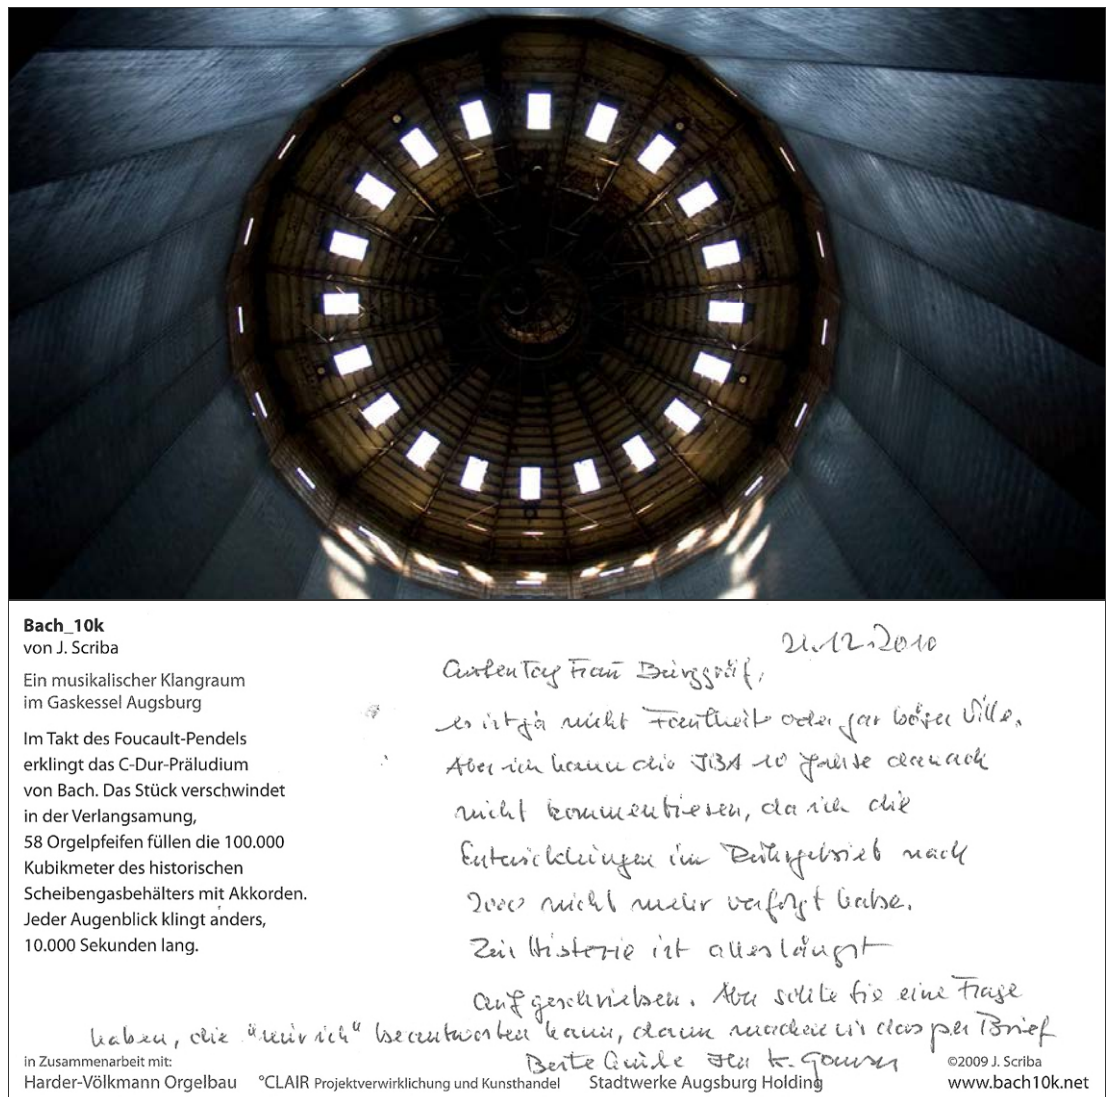 Bach_10k
von J. Scriba
Ein musikalischer Klangraum
im Gaskessel Augsburg
Im Takt des Foucault-Pendels
erklingt das C-Dur-Präludium
von Bach. Das Stück verschwindet
in der Verlangsamung,
58 Orgelpfeifen füllen die 100.000
Kubikmeter des historischen
Scheibengasbehälters mit Akkorden.
Jeder Augenblick klingt anders,
10.000 Sekunden lang.
21.12.2010
Guten Tag Frau Burggräf,
es ist ja nicht Faulheit oder gar böser Wille.
Aber ich kann die IBA 10 Jahre danach
nicht kommentieren, da ich die
Entwicklungen im Ruhrgebiet nach
2000 nicht mehr verfolgt habe.
Zur Historie ist alles längst
aufgeschrieben. Aber sollte Sie eine Frage
haben, die "nur ich" beantworten kann, dann machen wir das per Brief
Beste Grüße Ihr K. Ganser
in Zusammenarbeit mit:
Harder-Völkmann Orgelbau °CLAIR Projektverwirklichung und Kunsthandel Stadtwerke Augsburg Holding
©2009 J. Scriba
www.bach10k.net